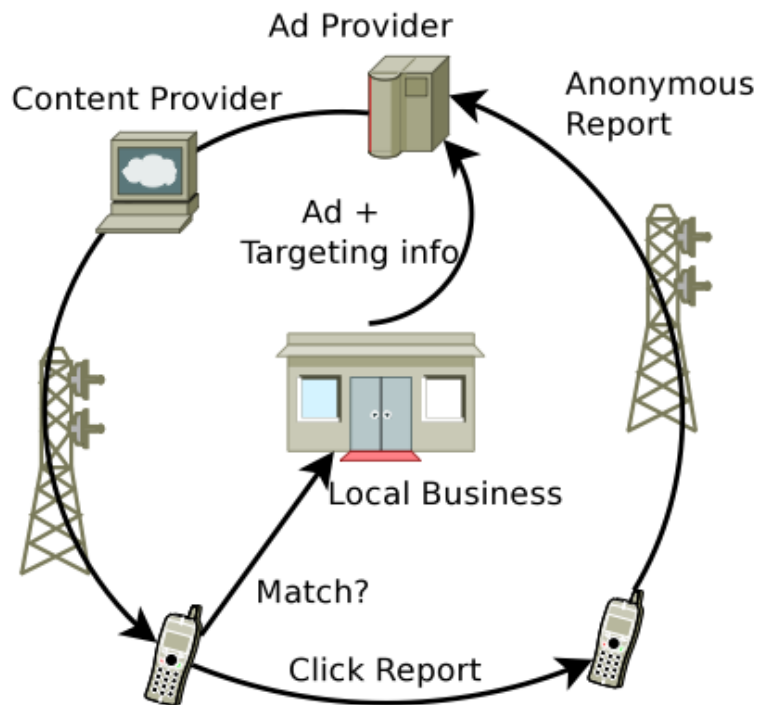 Ad Provider
Content Provider
Anonymous
Report
Ad +
Targeting info
Local Business
Match?
Click Report